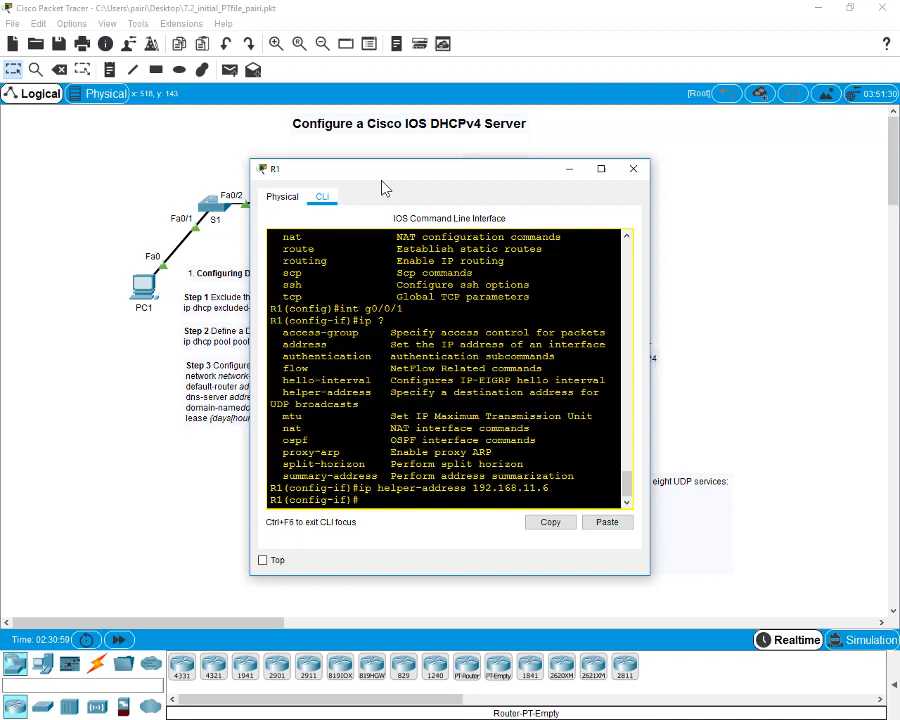 Cisco Packet Tracer - C:\Users\pairi\Desktop\7.2_initial_PTfile_pairi.pkt
File Edit Options View Tools Extensions Help
Logical Physical x: 518, y: 143 [Root] 03:51:30
Configure a Cisco IOS DHCPv4 Server
R1
Physical CLI
IOS Command Line Interface
nat NAT configuration commands
route Establish static routes
routing Enable IP routing
scp Scp commands
ssh Configure ssh options
tcp Global TCP parameters
R1(config)#int g0/0/1
R1(config-if)#ip ?
access-group Specify access control for packets
address Set the IP address of an interface
authentication authentication subcommands
flow NetFlow Related commands
hello-interval Configures IP-EIGRP hello interval
helper-address Specify a destination address for
UDP broadcasts
mtu Set IP Maximum Transmission Unit
nat NAT interface commands
ospf OSPF interface commands
proxy-arp Enable proxy ARP
split-horizon Perform split horizon
summary-address Perform address summarization
R1(config-if)#ip helper-address 192.168.11.6
R1(config-if)#
Ctrl+F6 to exit CLI focus Copy Paste
Top
Fa0/2
Fa0/1 S1
Fa0
PC1
1. Configuring D
Step 1 Exclude th
ip dhcp excluded-
Step 2 Define a D
ip dhcp pool pool
Step 3 Configure
network network-
default-router ad
dns-server addre
domain-namedo
lease {days[hour
eight UDP services:
Time: 02:30:59 Realtime Simulation
4331 4321 1941 2901 2911 819IOX 819HGW 829 1240 PT-Router PT-Empty 1841 2620XM 2621XM 2811
Router-PT-Empty